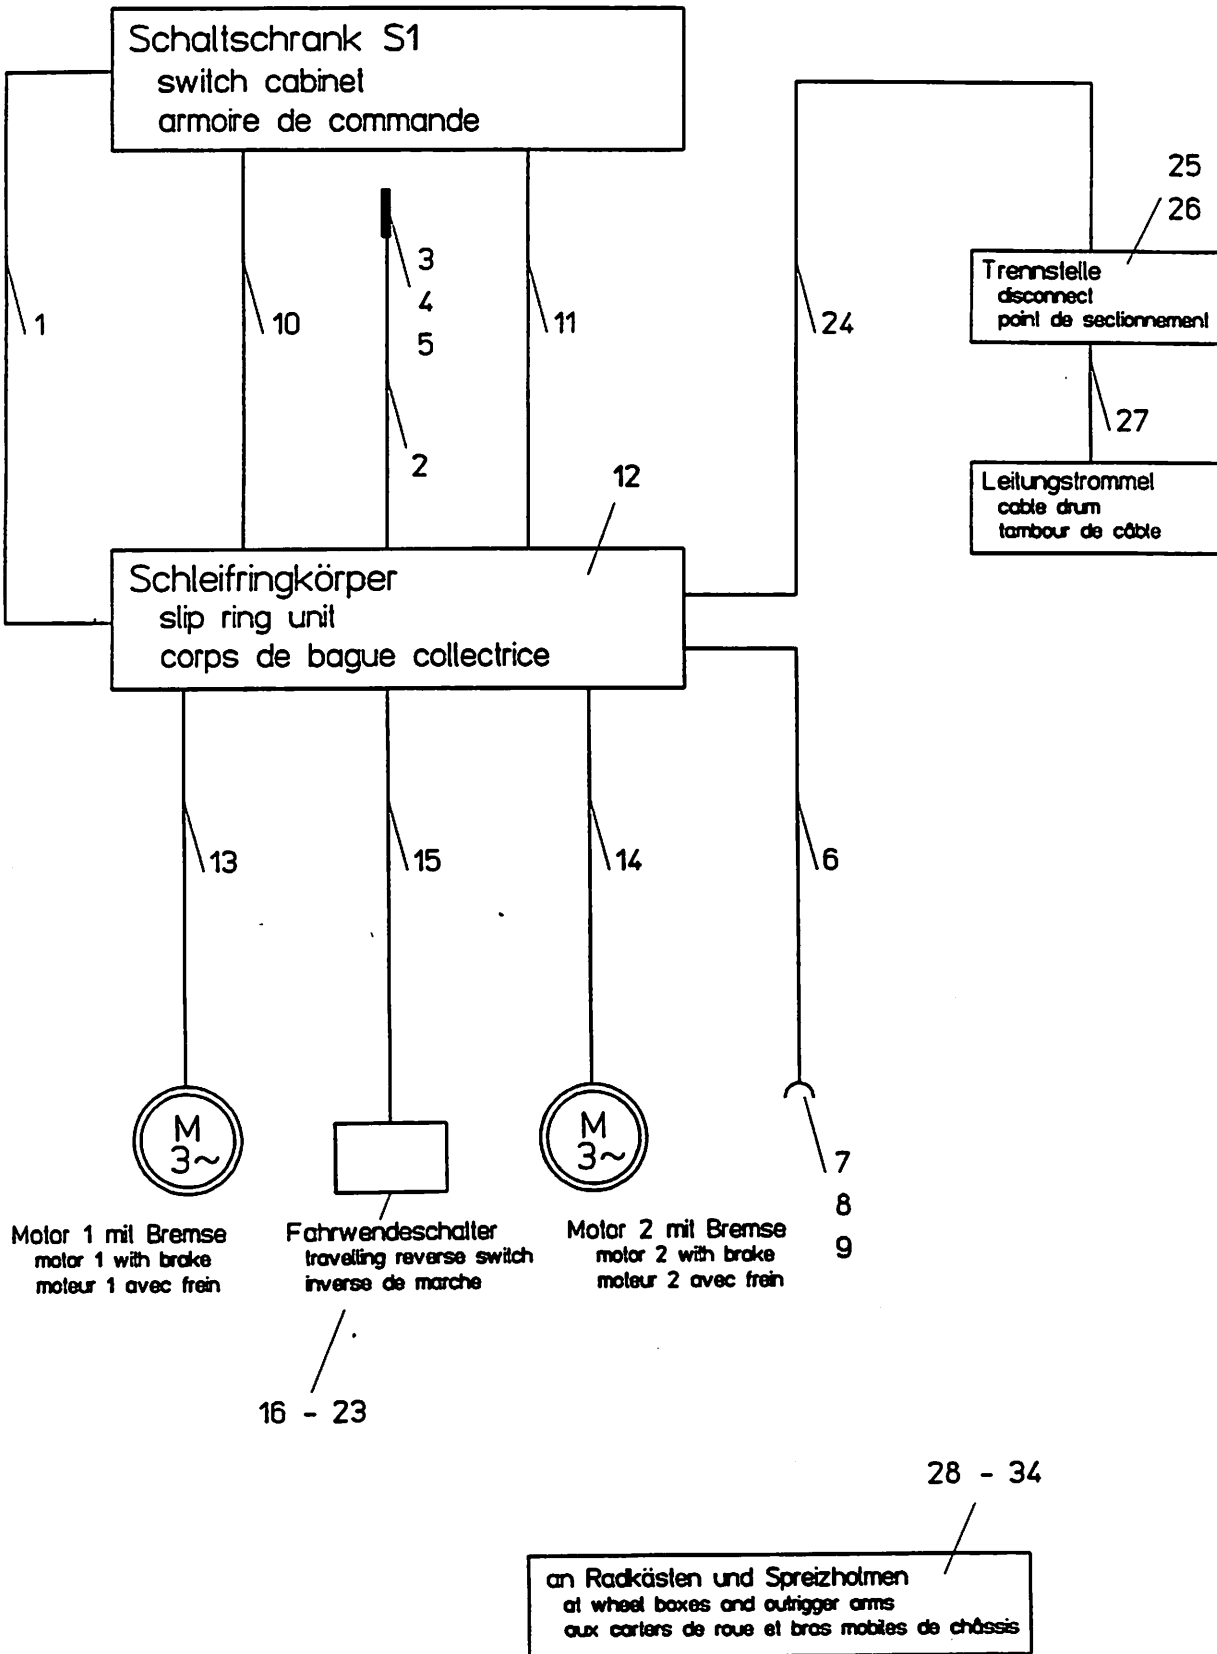 Schaltschrank S1
switch cabinet
armoire de commande
25
26
3
4
5
1
10
11
24
Trennstelle
disconnect
point de sectionnement
27
2
12
Leitungstrommel
cable drum
tambour de câble
Schleifringkörper
slip ring unit
corps de bague collectrice
13
15
14
6
M
3~
M
3~
7
8
9
Motor 1 mit Bremse
motor 1 with brake
moteur 1 avec frein
Fahrwendeschalter
travelling reverse switch
inverse de marche
Motor 2 mit Bremse
motor 2 with brake
moteur 2 avec frein
16 - 23
28 - 34
an Radkästen und Spreizholmen
at wheel boxes and outrigger arms
aux carters de roue et bras mobiles de châssis